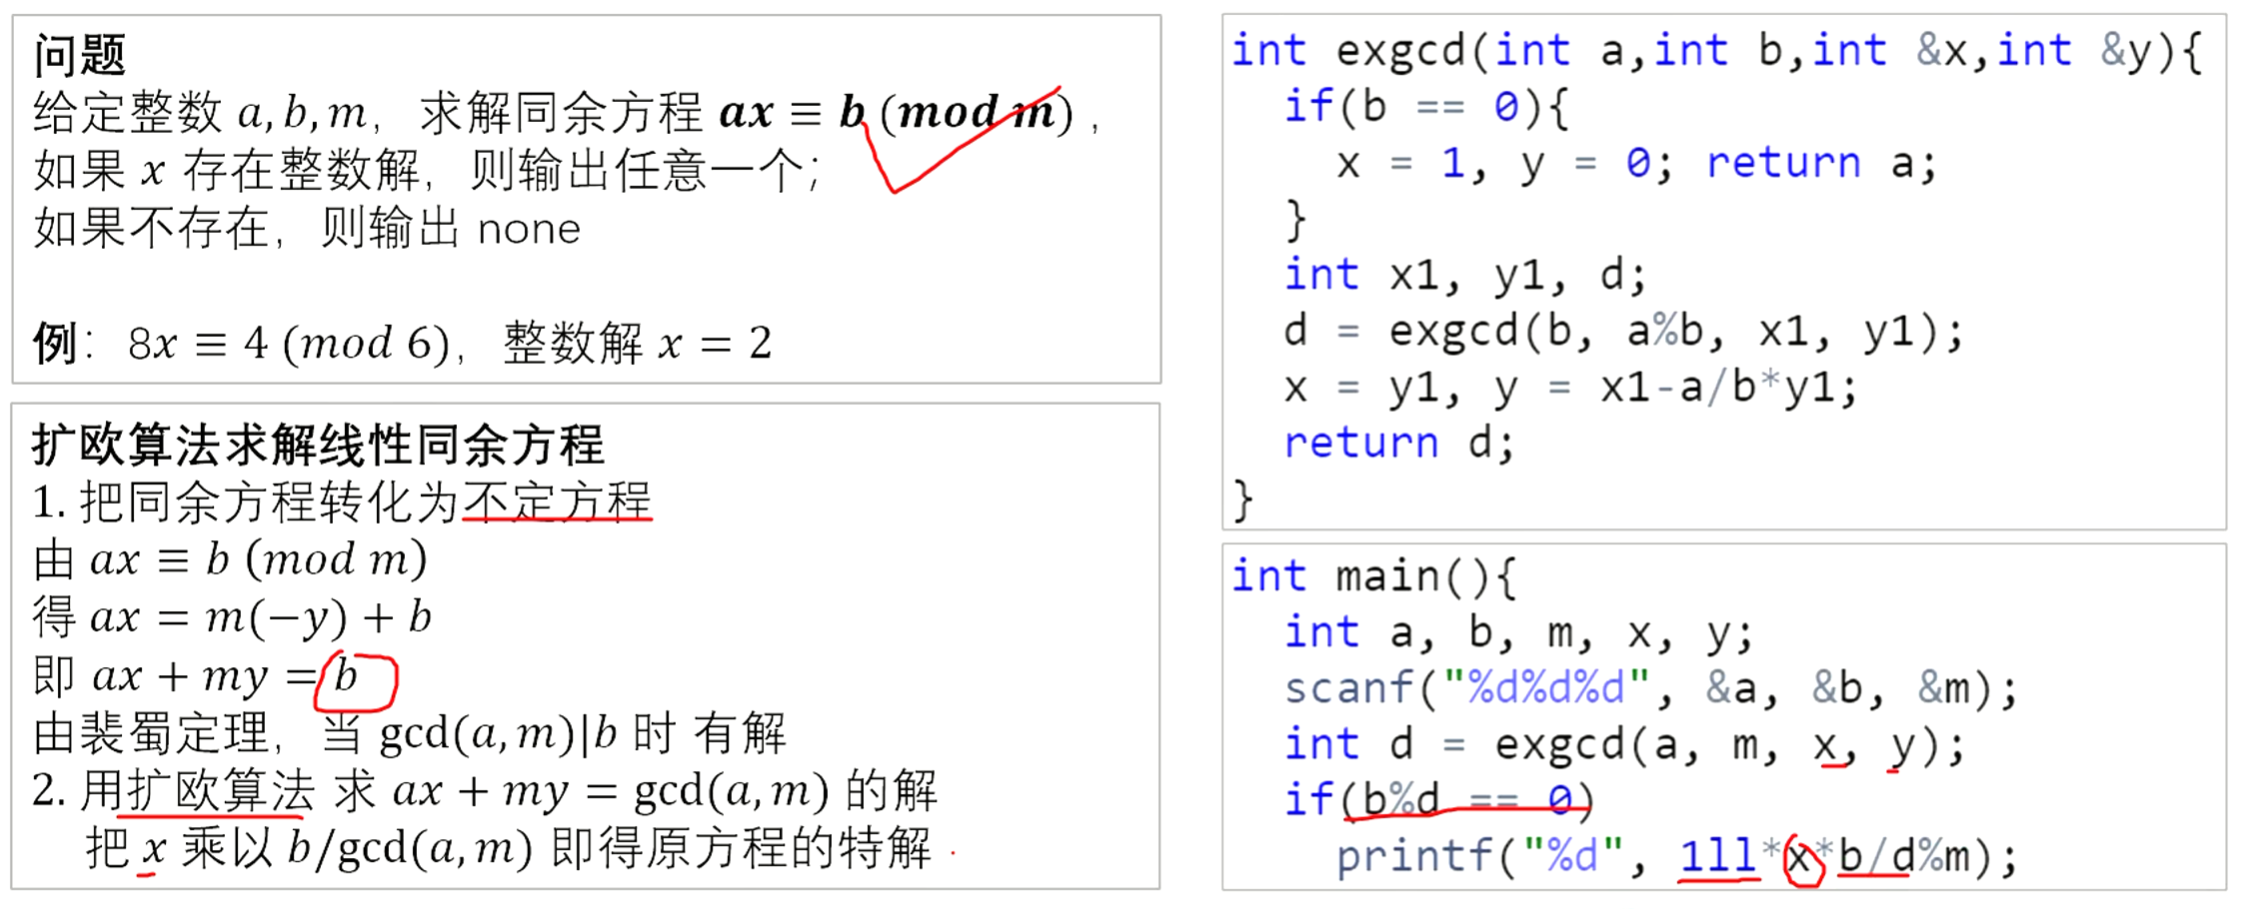 问题
给定整数 a, b, m，求解同余方程 ax ≡ b (mod m)，
如果 x 存在整数解，则输出任意一个；
如果不存在，则输出 none
例：8x ≡ 4 (mod 6)，整数解 x = 2
扩欧算法求解线性同余方程
1. 把同余方程转化为不定方程
由 ax ≡ b (mod m)
得 ax = m(−y) + b
即 ax + my = b
由裴蜀定理，当 gcd(a, m)|b 时 有解
2. 用扩欧算法 求 ax + my = gcd(a, m) 的解
把 x 乘以 b/gcd(a, m) 即得原方程的特解
int exgcd(int a,int b,int &x,int &y){
if(b == 0){
x = 1, y = 0; return a;
}
int x1, y1, d;
d = exgcd(b, a%b, x1, y1);
x = y1, y = x1-a/b*y1;
return d;
}
int main(){
int a, b, m, x, y;
scanf("%d%d%d", &a, &b, &m);
int d = exgcd(a, m, x, y);
if(b%d == 0)
printf("%d", 1ll*x*b/d%m);